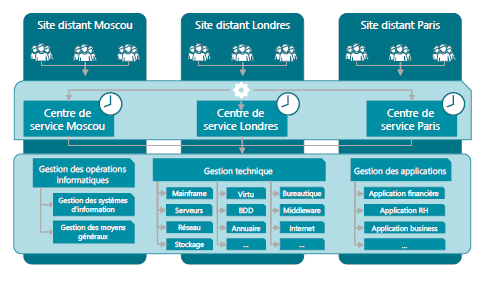 Site distant Moscou
Site distant Londres
Site distant Paris
Centre de
service Moscou
Centre de
service Londres
Centre de
service Paris
Gestion des opérations
informatiques
Gestion des systèmes
d'information
Gestion des moyens
généraux
Gestion technique
Mainframe
Serveurs
Réseau
Stockage
Virtu
BDD
Annuaire
...
Bureautique
Middleware
Internet
...
Gestion des applications
Application financière
Application RH
Application business
...